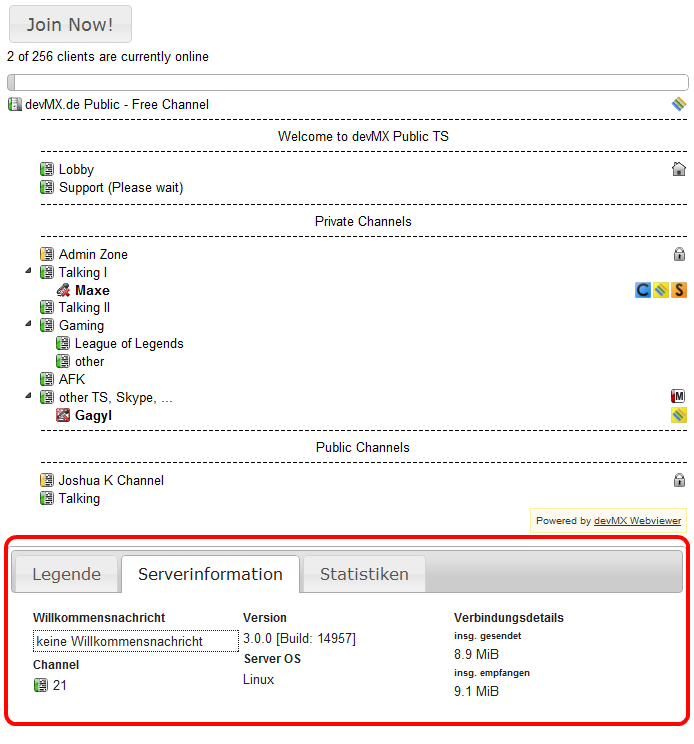 Join Now!
2 of 256 clients are currently online
devMX.de Public - Free Channel
Welcome to devMX Public TS
Lobby
Support (Please wait)
Private Channels
Admin Zone
Talking I
Maxe C S
Talking II
Gaming
League of Legends
other
AFK
other TS, Skype, ... M
Gagyl
Public Channels
Joshua K Channel
Talking
Powered by devMX Webviewer
Legende Serverinformation Statistiken
Willkommensnachricht Version Verbindungsdetails
keine Willkommensnachricht 3.0.0 [Build: 14957] insg. gesendet
Channel Server OS 8.9 MiB
21 Linux insg. empfangen
9.1 MiB